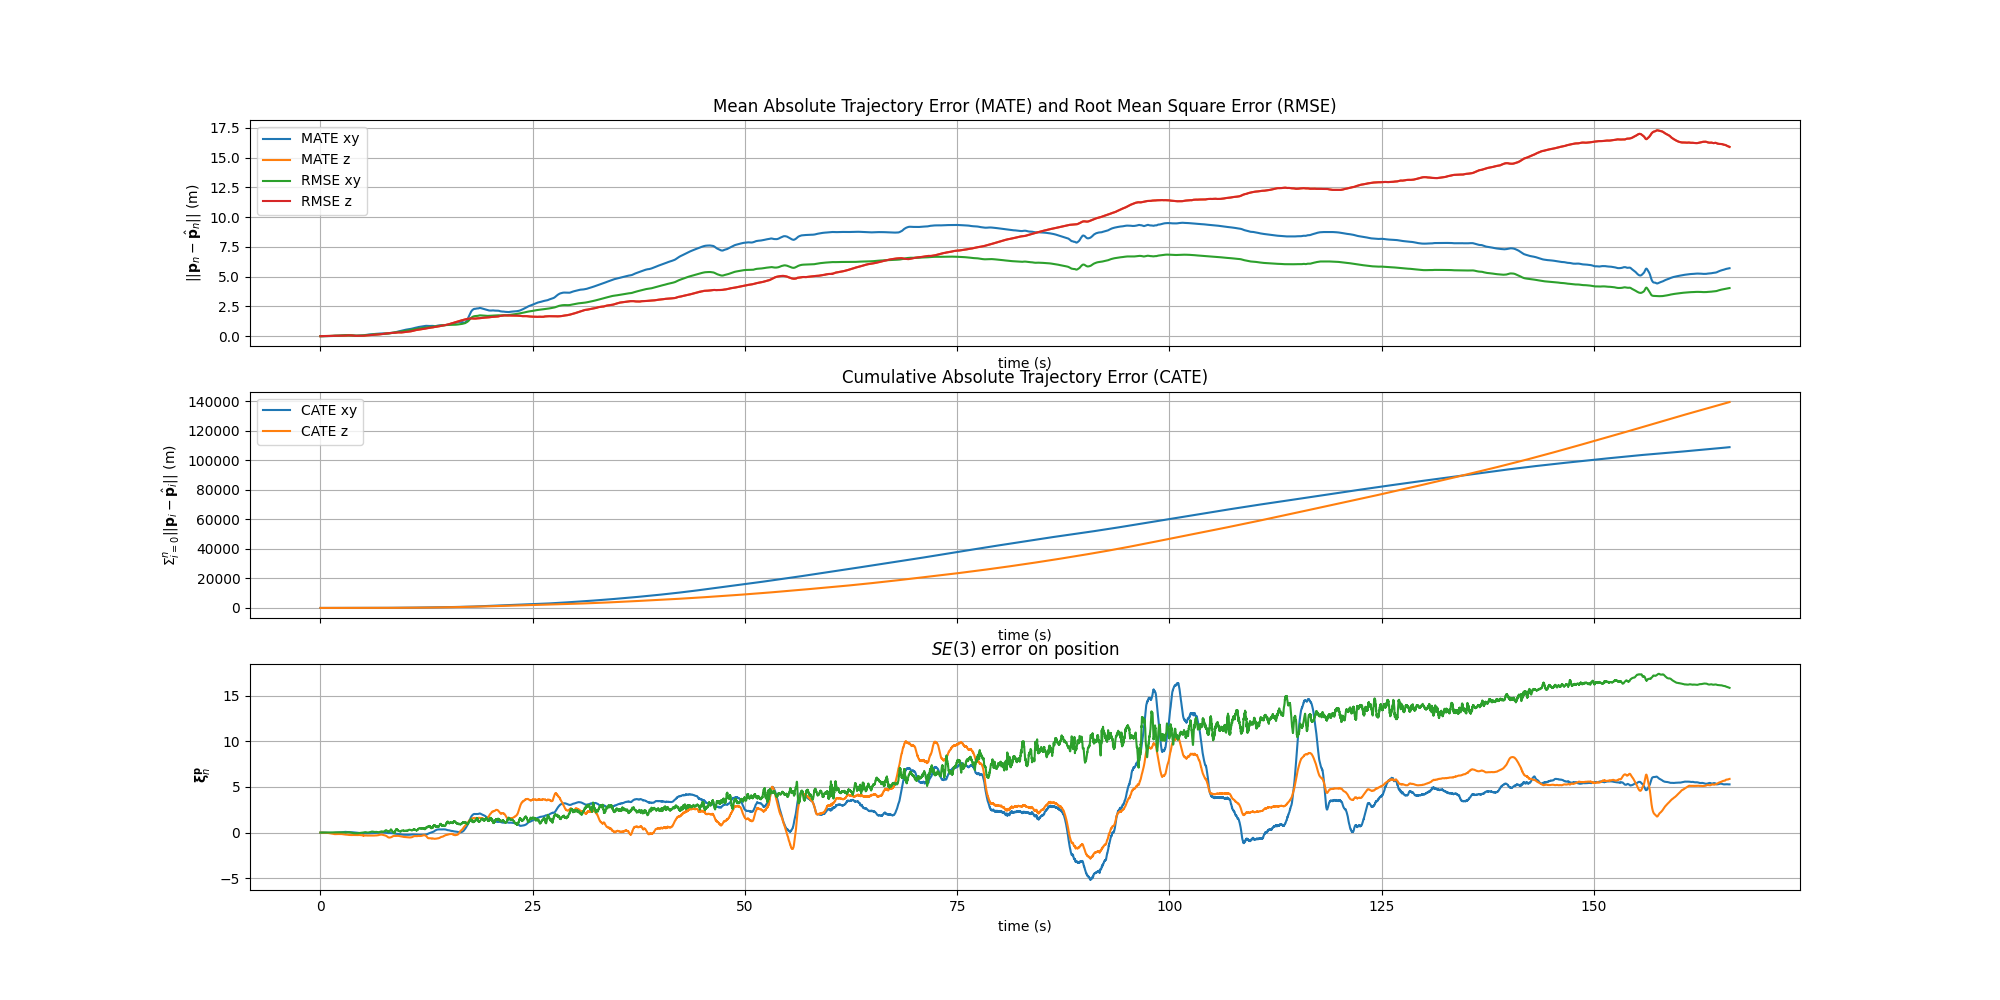 Mean Absolute Trajectory Error (MATE) and Root Mean Square Error (RMSE)
17.5
15.0
12.5
10.0
7.5
5.0
2.5
0.0
||𝐩ₙ − 𝐩̂ₙ|| (m)
MATE xy
MATE z
RMSE xy
RMSE z
time (s)
Cumulative Absolute Trajectory Error (CATE)
140000
120000
100000
80000
60000
40000
20000
0
Σⁿᵢ₌₀||𝐩ᵢ − 𝐩̂ᵢ|| (m)
CATE xy
CATE z
time (s)
SE(3) error on position
15
10
5
0
−5
𝛏ₙᵖ
0 25 50 75 100 125 150
time (s)